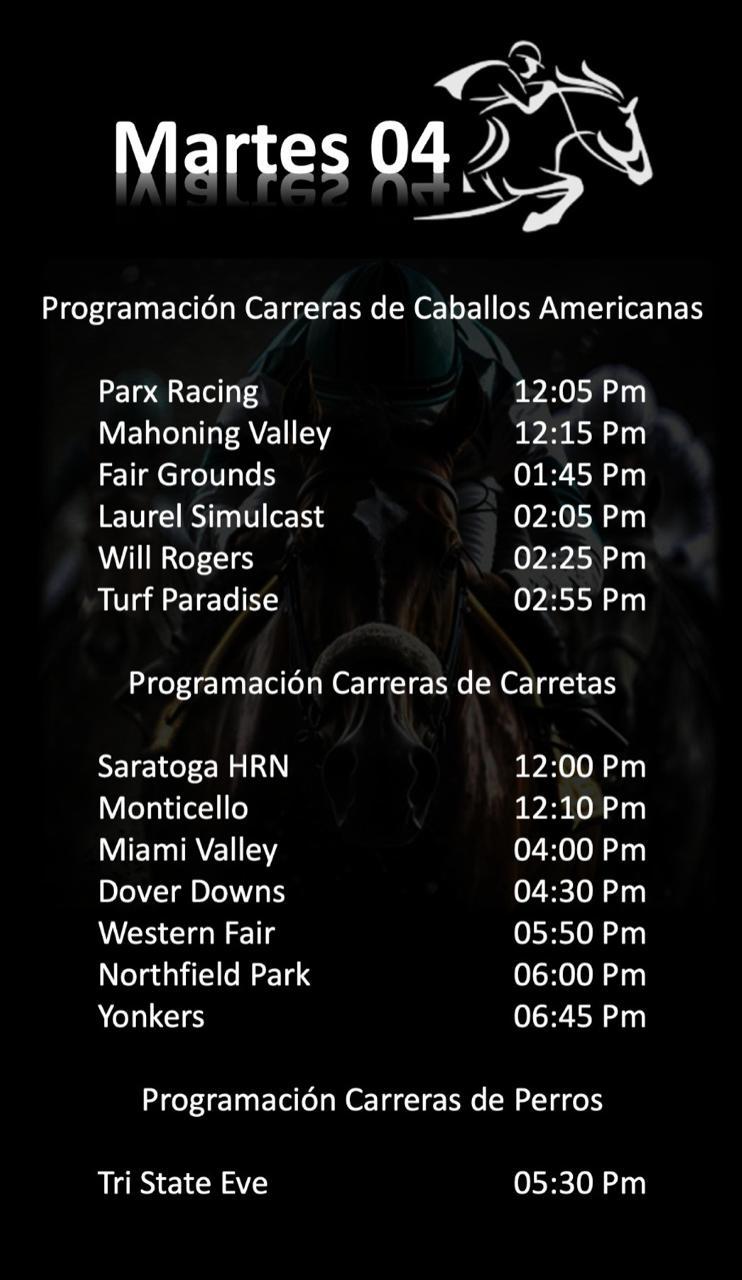 Martes 04
Programación Carreras de Caballos Americanas
Parx Racing 12:05 Pm
Mahoning Valley 12:15 Pm
Fair Grounds 01:45 Pm
Laurel Simulcast 02:05 Pm
Will Rogers 02:25 Pm
Turf Paradise 02:55 Pm
Programación Carreras de Carretas
Saratoga HRN 12:00 Pm
Monticello 12:10 Pm
Miami Valley 04:00 Pm
Dover Downs 04:30 Pm
Western Fair 05:50 Pm
Northfield Park 06:00 Pm
Yonkers 06:45 Pm
Programación Carreras de Perros
Tri State Eve 05:30 Pm